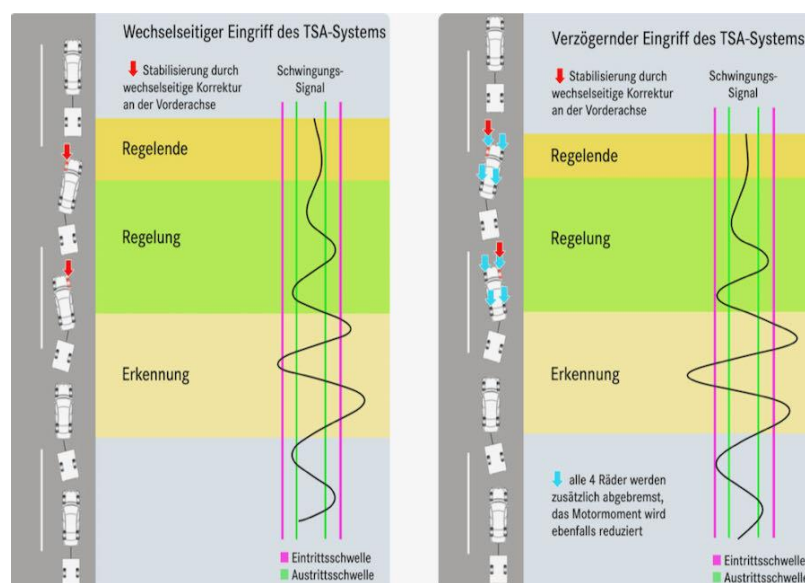 Wechselseitiger Eingriff des TSA-Systems
Stabilisierung durch
wechselseitige Korrektur
an der Vorderachse
Schwingungs-
Signal
Regelende
Regelung
Erkennung
Eintrittsschwelle
Austrittsschwelle
Verzögernder Eingriff des TSA-Systems
Stabilisierung durch
wechselseitige Korrektur
an der Vorderachse
Schwingungs-
Signal
Regelende
Regelung
Erkennung
alle 4 Räder werden
zusätzlich abgebremst,
das Motormoment wird
ebenfalls reduziert
Eintrittsschwelle
Austrittsschwelle